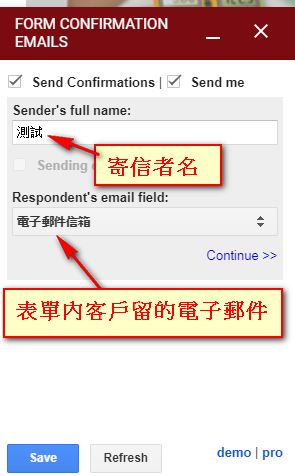 FORM CONFIRMATION
EMAILS
Send Confirmations | Send me
Sender's full name:
測試
寄信者名
Sending
Respondent's email field:
電子郵件信箱
Continue >>
表單內客戶留的電子郵件
Save
Refresh
demo | pro